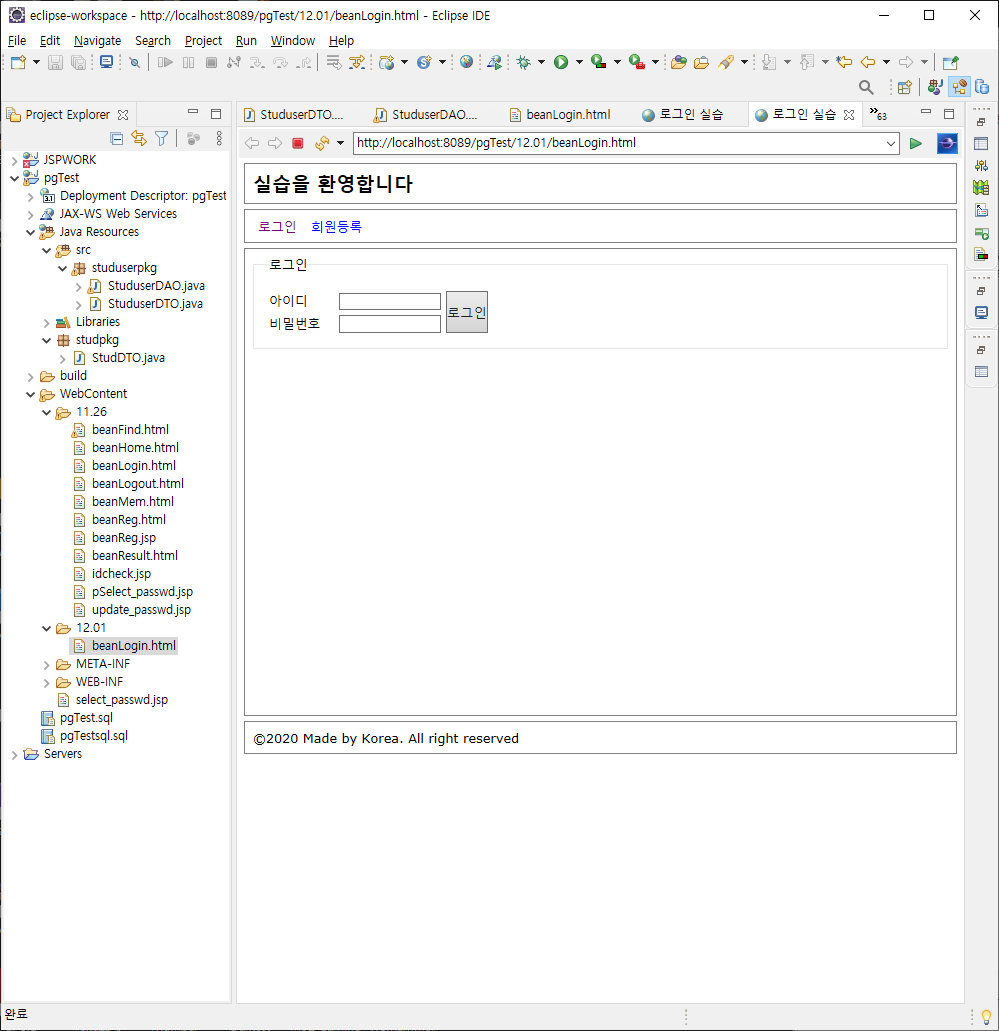 eclipse-workspace - http://localhost:8089/pgTest/12.01/beanLogin.html - Eclipse IDE
File Edit Navigate Search Project Run Window Help
Project Explorer
JSPWORK
pgTest
Deployment Descriptor: pgTest
JAX-WS Web Services
Java Resources
src
studuserpkg
StuduserDAO.java
StuduserDTO.java
Libraries
studpkg
StudDTO.java
build
WebContent
11.26
beanFind.html
beanHome.html
beanLogin.html
beanLogout.html
beanMem.html
beanReg.html
beanReg.jsp
beanResult.html
idcheck.jsp
pSelect_passwd.jsp
update_passwd.jsp
12.01
beanLogin.html
META-INF
WEB-INF
select_passwd.jsp
pgTest.sql
pgTestsql.sql
Servers
StuduserDTO.... StuduserDAO.... beanLogin.html 로그인 실습 로그인 실습 »63
http://localhost:8089/pgTest/12.01/beanLogin.html
실습을 환영합니다
로그인 회원등록
로그인
아이디
비밀번호
로그인
©2020 Made by Korea. All right reserved
완료